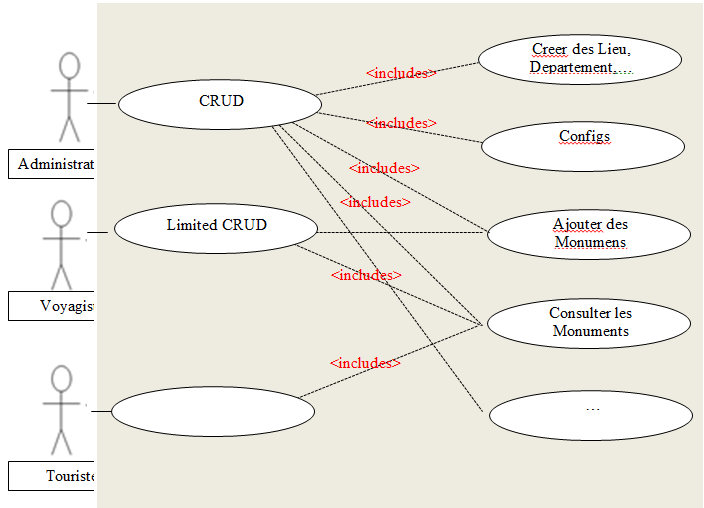 Creer des Lieu,
Departement,…
<includes>
CRUD
<includes>
Configs
Administrat
<includes>
<includes>
Limited CRUD
Ajouter des
Monumens
<includes>
Voyagis
Consulter les
Monuments
<includes>
…
Touriste